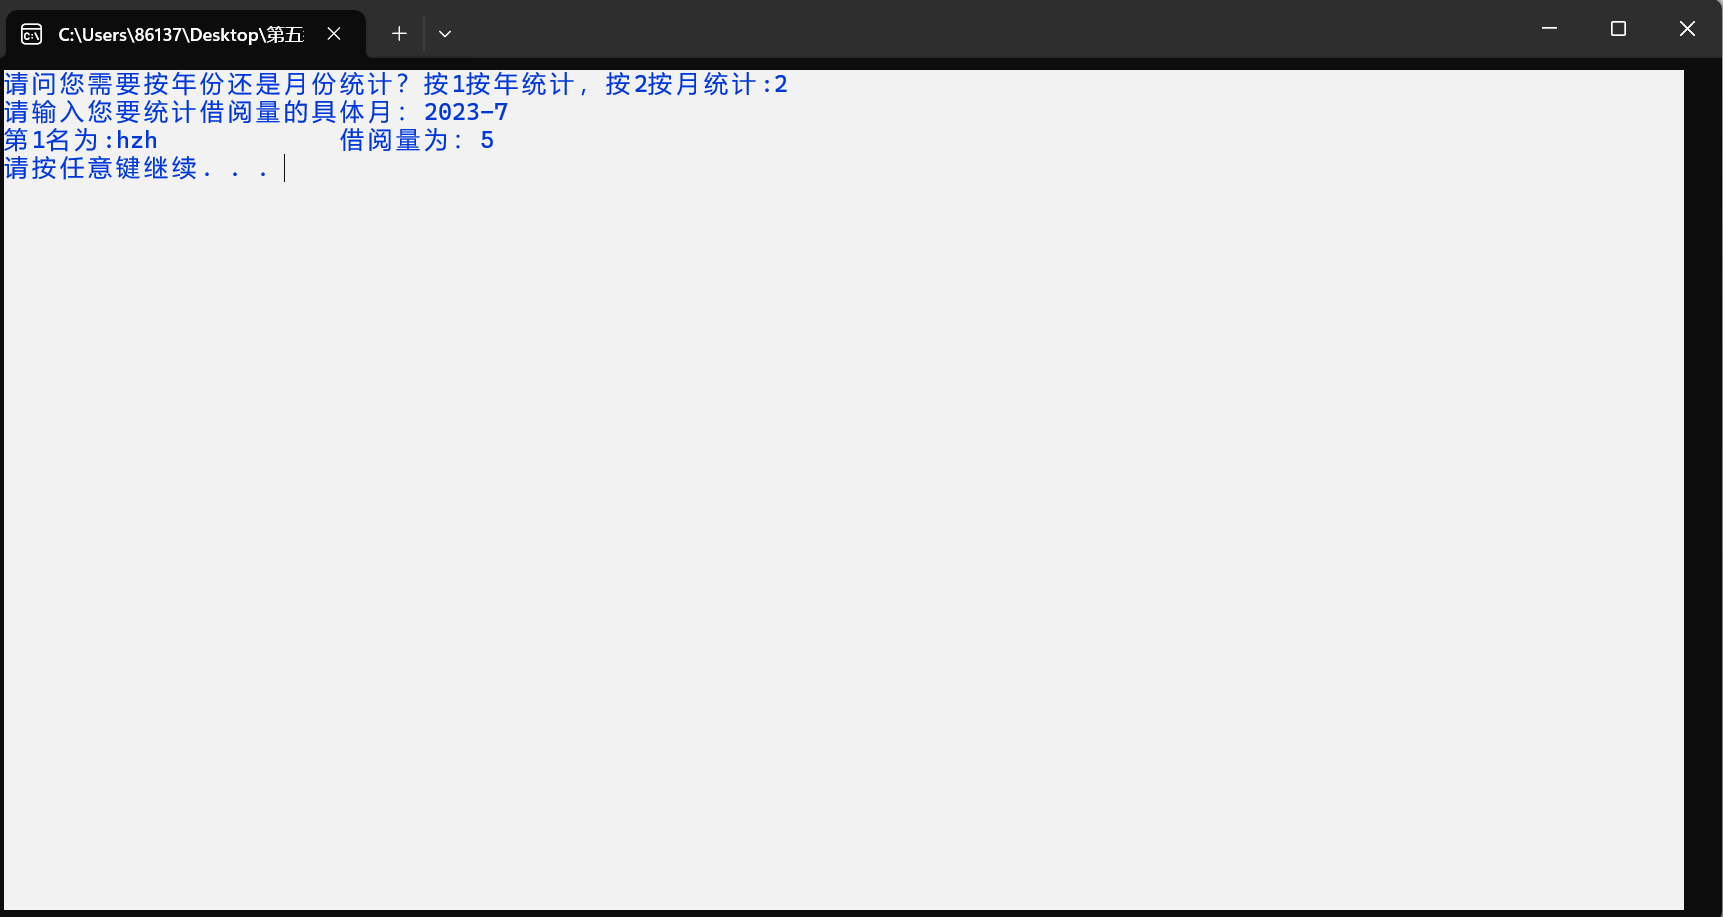 C:\Users\86137\Desktop\第五
请问您需要按年份还是月份统计？按1按年统计，按2按月统计:2
请输入您要统计借阅量的具体月：2023-7
第1名为:hzh 借阅量为：5
请按任意键继续. . .